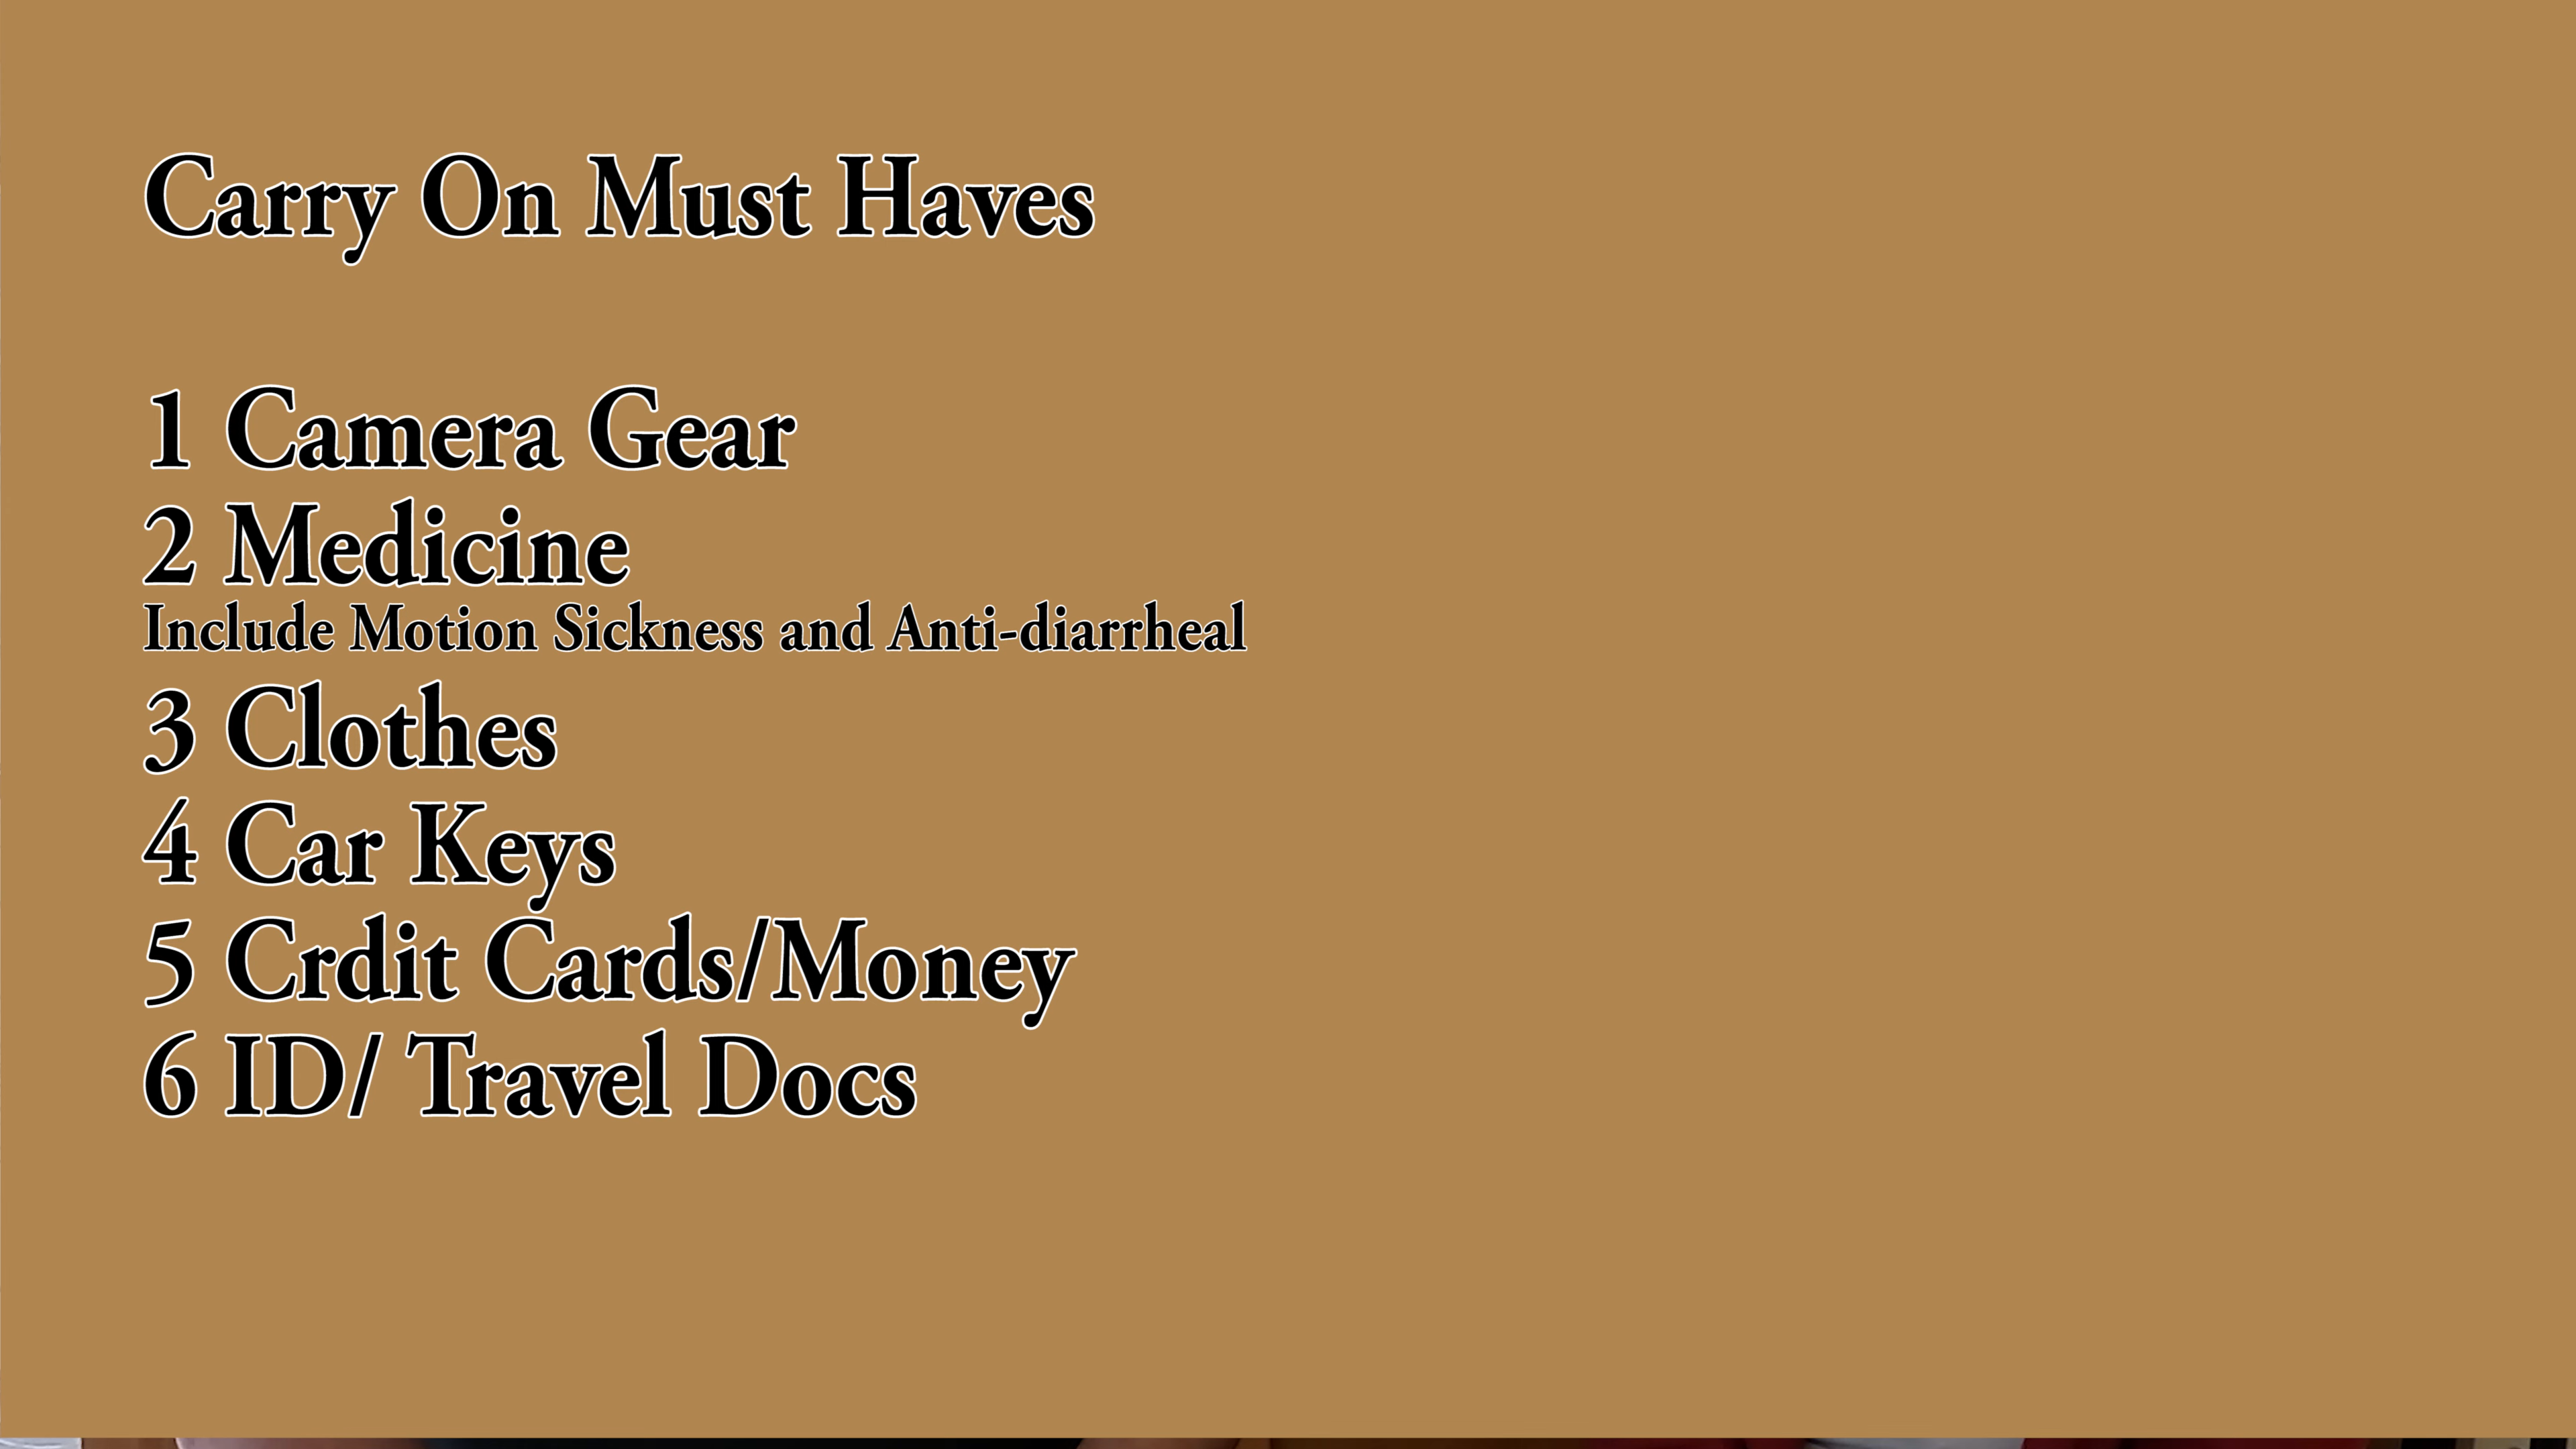 Carry On Must Haves
1 Camera Gear
2 Medicine
Include Motion Sickness and Anti-diarrheal
3 Clothes
4 Car Keys
5 Crdit Cards/Money
6 ID/ Travel Docs